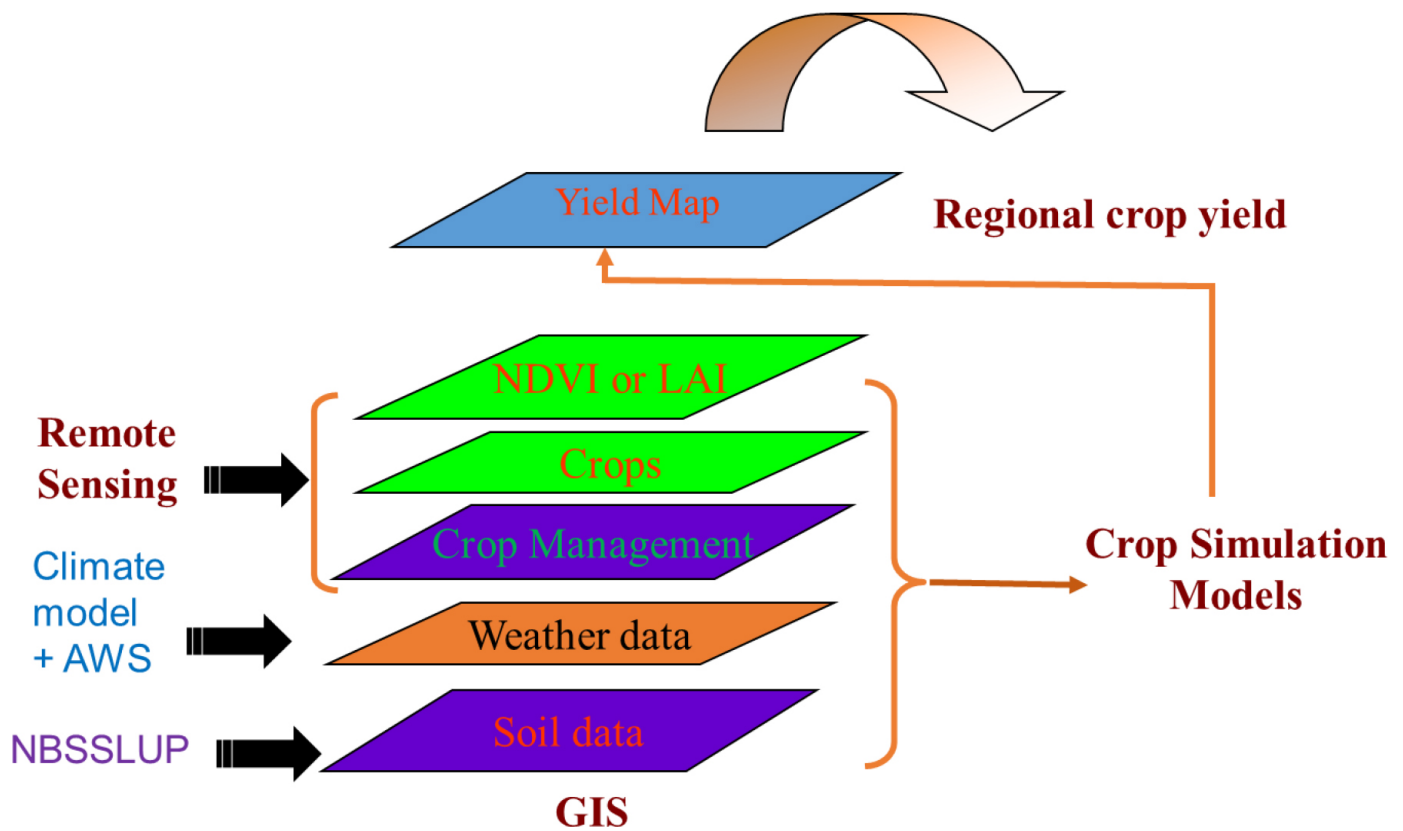 Yield Map
Regional crop yield
NDVI or LAI
Remote
Sensing
Crops
Crop Management
Crop Simulation
Models
Climate
model
+ AWS
Weather data
NBSSLUP
Soil data
GIS